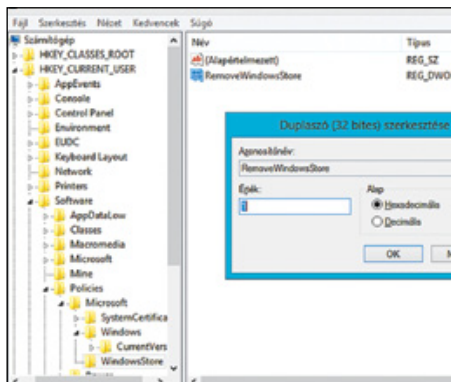 Fájl Szerkesztés Nézet Kedvencek Súgó
Számítógép
HKEY_CLASSES_ROOT
HKEY_CURRENT_USER
AppEvents
Console
Control Panel
Environment
EUDC
Keyboard Layout
Network
Printers
Software
AppDataLow
Classes
Macromedia
Microsoft
Mine
Policies
Microsoft
SystemCertifica
Windows
CurrentVers
WindowsStore
Név Típus
(Alapértelmezett) REG_SZ
RemoveWindowsStore REG_DWO
Duplaszó (32 bites) szerkesztése
Azonosítónév:
RemoveWindowsStore
Érték:
Alap
Hexadecimális
Decimális
OK